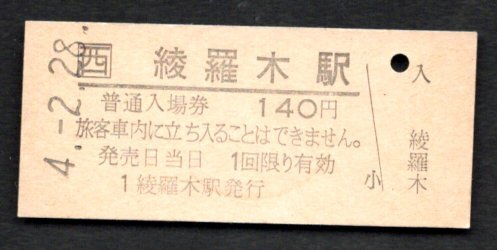 4.-2.28
西 綾羅木駅
普通入場券 140円
旅客車内に立ち入ることはできません。
発売日当日 1回限り有効
1 綾羅木駅発行
小
入
綾羅木